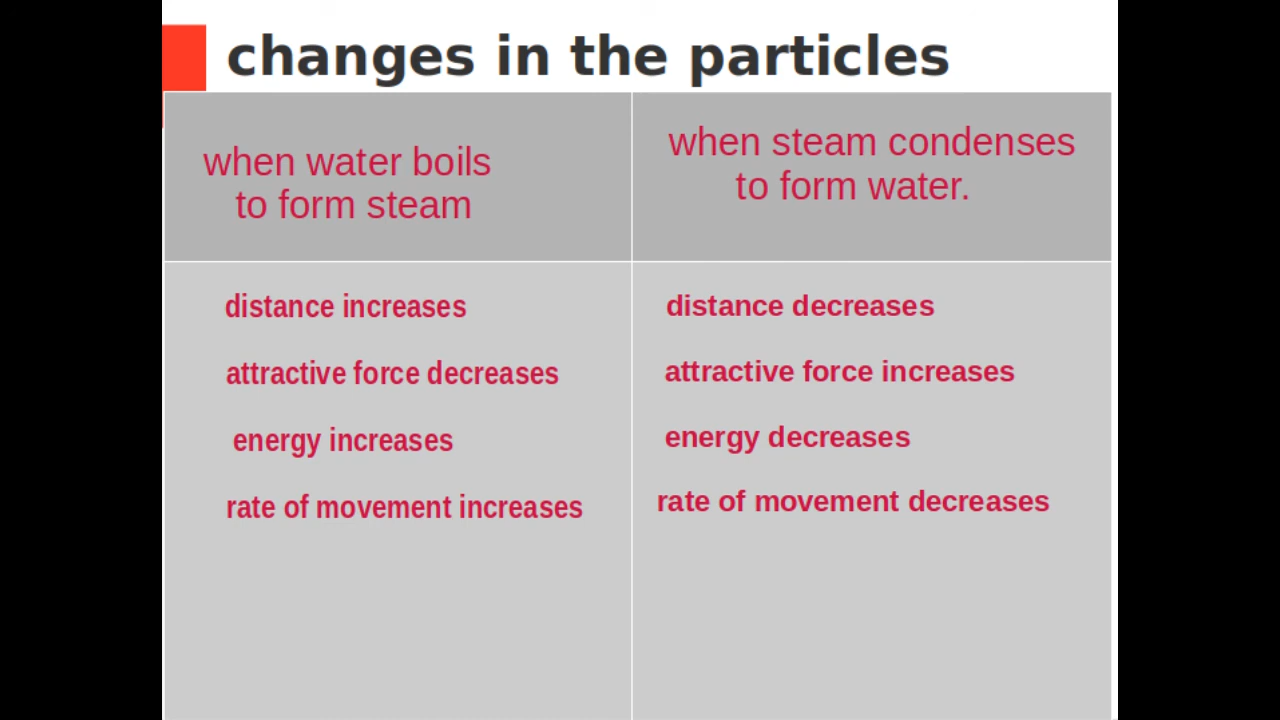 changes in the particles
when water boils
to form steam
when steam condenses
to form water.
distance increases
attractive force decreases
energy increases
rate of movement increases
distance decreases
attractive force increases
energy decreases
rate of movement decreases